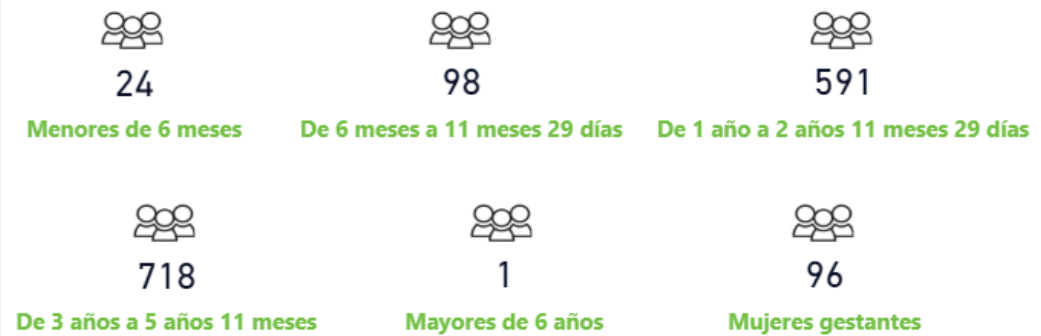 24
98
591
Menores de 6 meses
De 6 meses a 11 meses 29 días
De 1 año a 2 años 11 meses 29 días
718
1
96
De 3 años a 5 años 11 meses
Mayores de 6 años
Mujeres gestantes